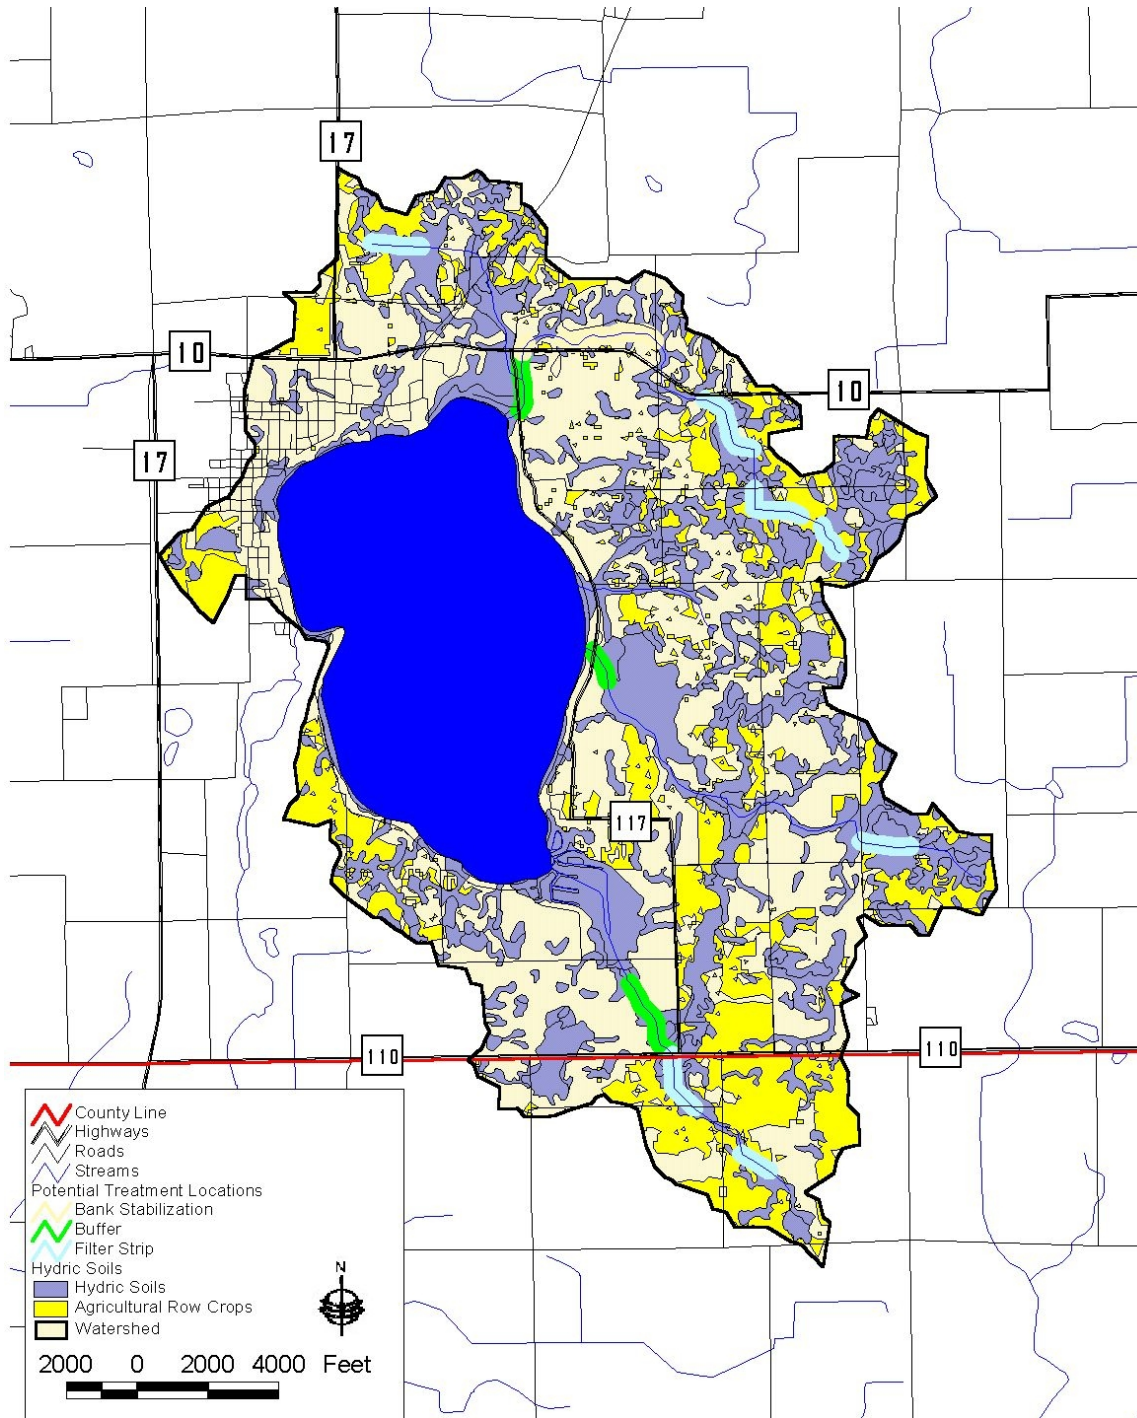 17
10
10
17
117
110
110
County Line
Highways
Roads
Streams
Potential Treatment Locations
Bank Stabilization
Buffer
Filter Strip
Hydric Soils
Hydric Soils
Agricultural Row Crops
Watershed
N
2000 0 2000 4000 Feet